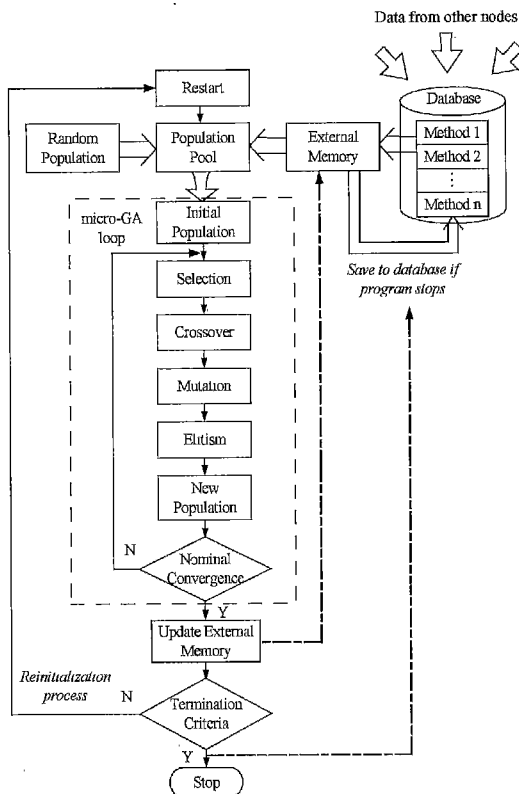 Data from other nodes
Restart
Database
Random
Population
Population
Pool
External
Memory
Method 1
Method 2
⋮
Method n
micro-GA
loop
Initial
Population
Save to database if
program stops
Selection
Crossover
Mutation
Elitism
New
Population
N
Nominal
Convergence
Y
Update External
Memory
Reinitialization
process
N
Termination
Criteria
Y
Stop